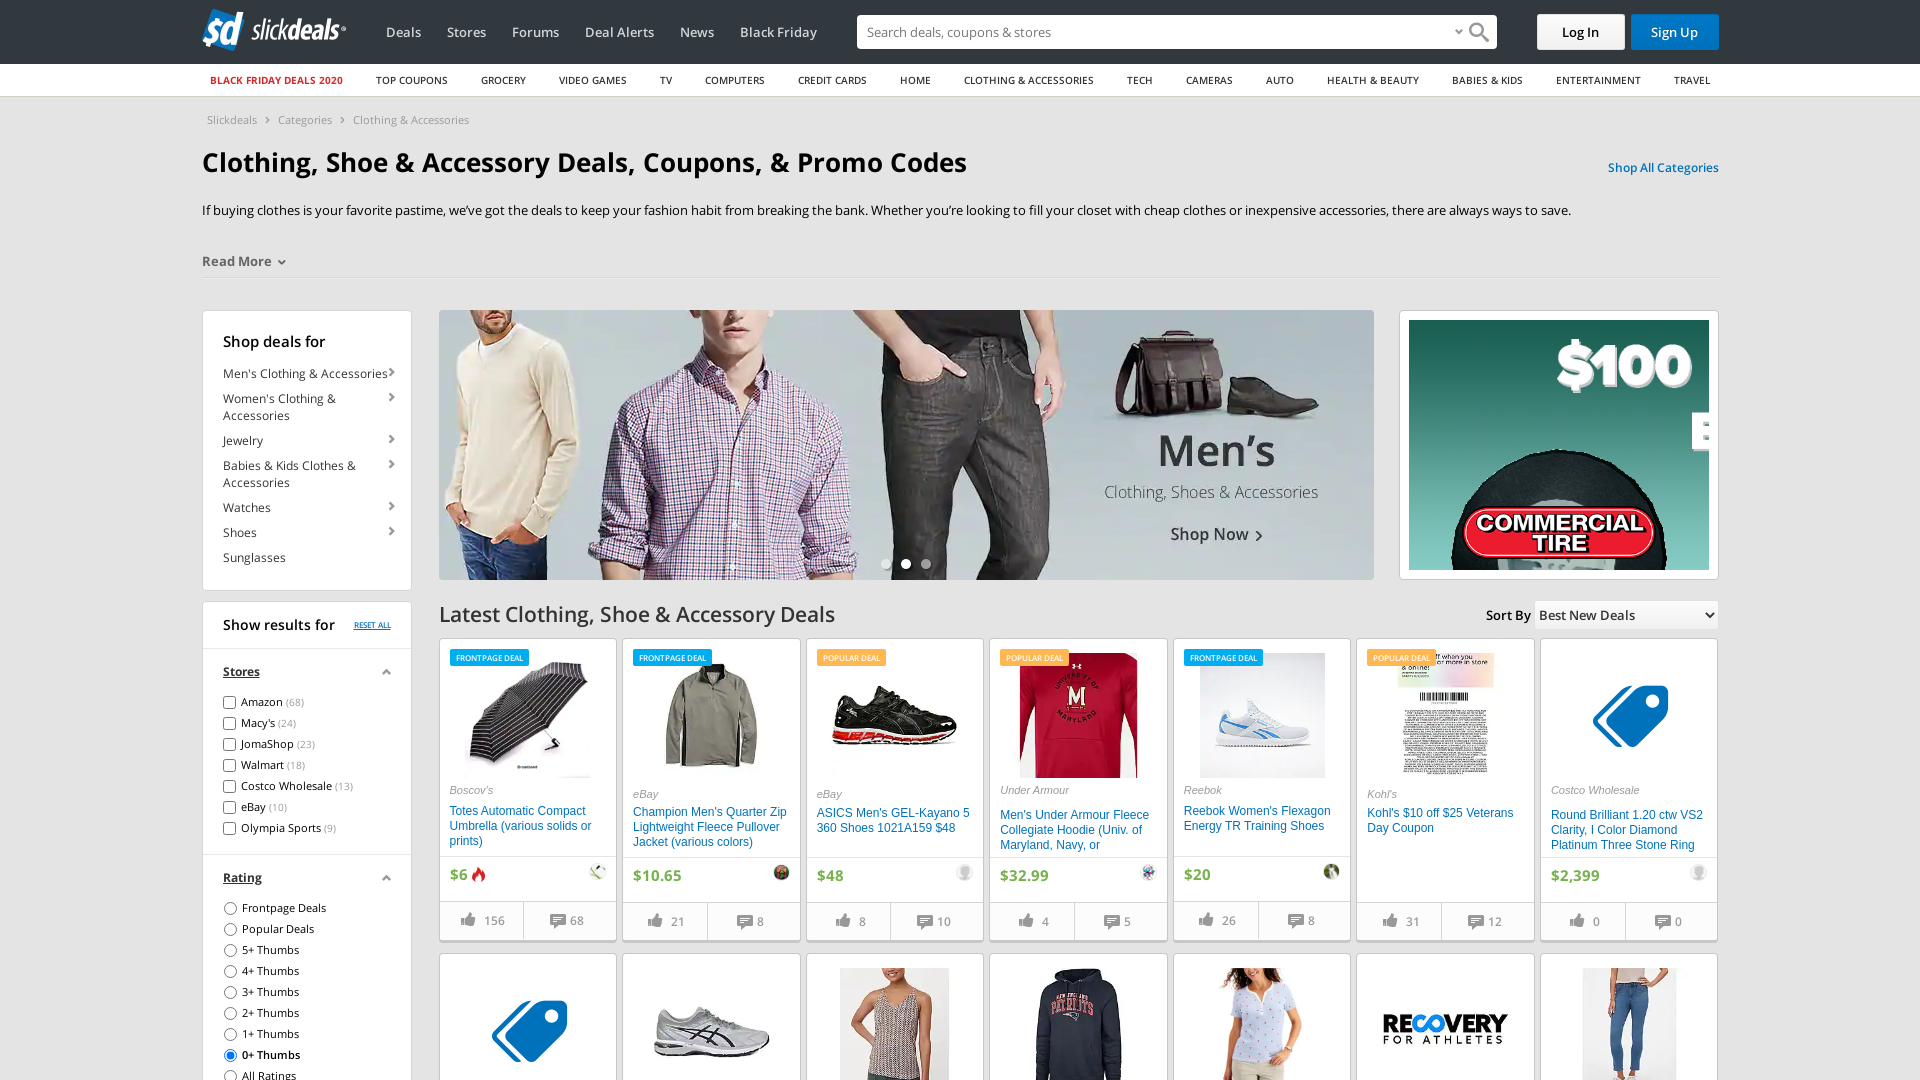 slickdeals
Deals
Stores
Forums
Deal Alerts
News
Black Friday
Search deals, coupons & stores
Log In
Sign Up
BLACK FRIDAY DEALS 2020
TOP COUPONS
GROCERY
VIDEO GAMES
TV
COMPUTERS
CREDIT CARDS
HOME
CLOTHING & ACCESSORIES
TECH
CAMERAS
AUTO
HEALTH & BEAUTY
BABIES & KIDS
ENTERTAINMENT
TRAVEL
Slickdeals > Categories > Clothing & Accessories
Clothing, Shoe & Accessory Deals, Coupons, & Promo Codes
Shop All Categories
If buying clothes is your favorite pastime, we've got the deals to keep your fashion habit from breaking the bank. Whether you're looking to fill your closet with cheap clothes or inexpensive accessories, there are always ways to save.
Read More
Shop deals for
Men's Clothing & Accessories
Women's Clothing &
Accessories
Jewelry
Babies & Kids Clothes &
Accessories
Watches
Shoes
Sunglasses
Men's
Clothing, Shoes & Accessories
Shop Now
$100
COMMERCIAL
TIRE
Show results for
RESET ALL
Stores
Amazon (68)
Macy's (24)
JomaShop (23)
Walmart (18)
Costco Wholesale (13)
eBay (10)
Olympia Sports (9)
Rating
Frontpage Deals
Popular Deals
5+ Thumbs
4+ Thumbs
3+ Thumbs
2+ Thumbs
1+ Thumbs
0+ Thumbs
All Ratings
Latest Clothing, Shoe & Accessory Deals
Sort By
Best New Deals
FRONTPAGE DEAL
Boscov's
Totes Automatic Compact
Umbrella (various solids or
prints)
$6
156
68
FRONTPAGE DEAL
eBay
Champion Men's Quarter Zip
Lightweight Fleece Pullover
Jacket (various colors)
$10.65
21
8
POPULAR DEAL
eBay
ASICS Men's GEL-Kayano 5
360 Shoes 1021A159 $48
$48
8
10
POPULAR DEAL
UNIVERSITY OF
M
MARYLAND
Under Armour
Men's Under Armour Fleece
Collegiate Hoodie (Univ. of
Maryland, Navy, or
$32.99
4
5
FRONTPAGE DEAL
Reebok
Reebok Women's Flexagon
Energy TR Training Shoes
$20
26
8
POPULAR DEAL
ff when you
or more in store
& online!
Kohl's
Kohl's $10 off $25 Veterans
Day Coupon
31
12
Costco Wholesale
Round Brilliant 1.20 ctw VS2
Clarity, I Color Diamond
Platinum Three Stone Ring
$2,399
0
0
NEW ENGLAND
PATRIOTS
RECOVERY
FOR ATHLETES